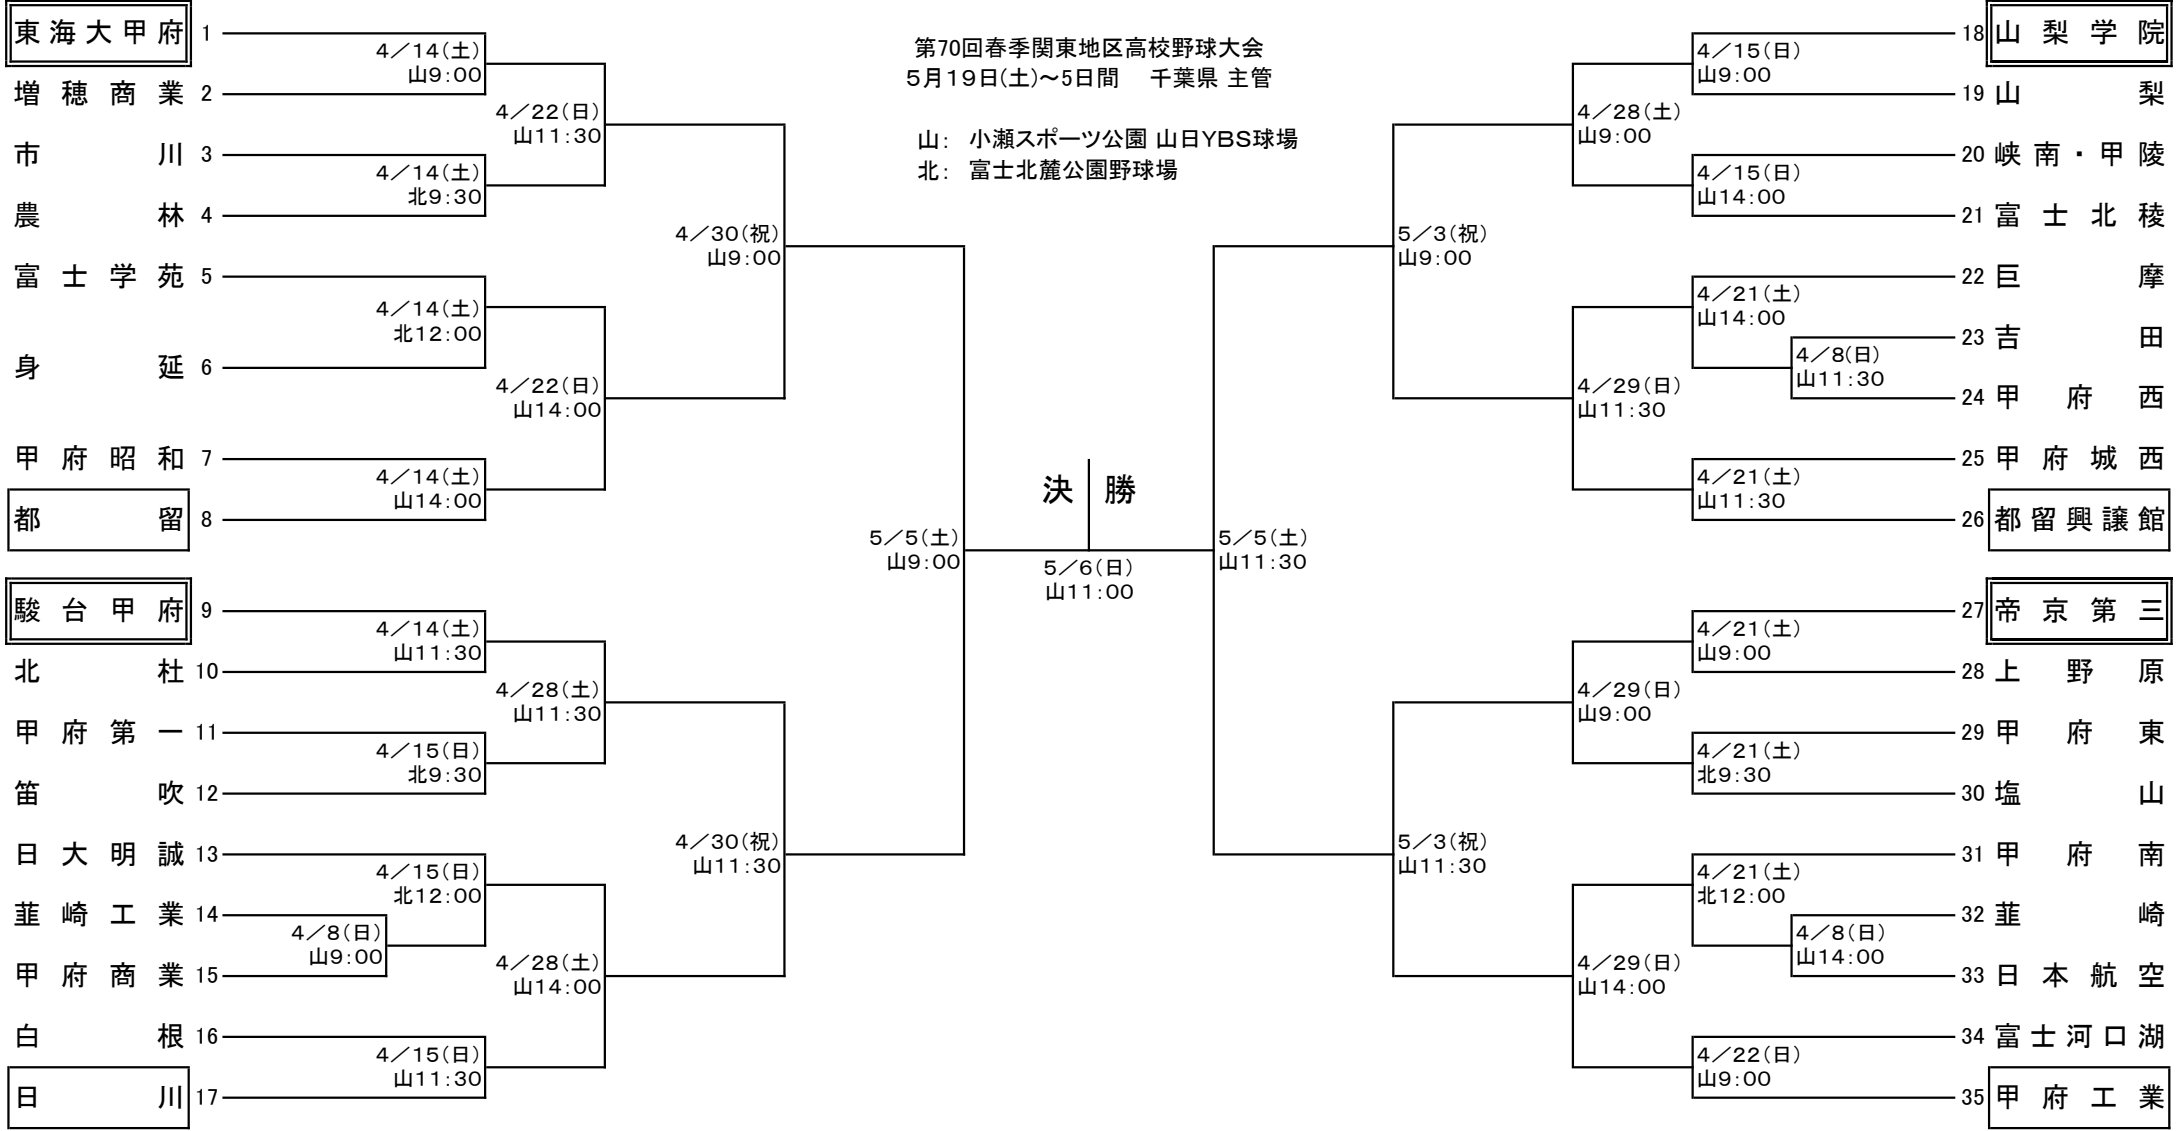 第70回春季関東地区高校野球大会
5月19日(土)～5日間　千葉県 主管
山：　小瀬スポーツ公園 山日YBS球場
北：　富士北麓公園野球場
東海大甲府 1
4／14(土)
山9:00
増穂商業 2
4／22(日)
山11:30
市川 3
4／14(土)
北9:30
農林 4
4／30(祝)
山9:00
富士学苑 5
4／14(土)
北12:00
身延 6
4／22(日)
山14:00
甲府昭和 7
4／14(土)
山14:00
都留 8
5／5(土)
山9:00
駿台甲府 9
4／14(土)
山11:30
北杜 10
4／28(土)
山11:30
甲府第一 11
4／15(日)
北9:30
笛吹 12
4／30(祝)
山11:30
日大明誠 13
4／15(日)
北12:00
韮崎工業 14
4／8(日)
山9:00
甲府商業 15
4／28(土)
山14:00
白根 16
4／15(日)
山11:30
日川 17
決勝
5／6(日)
山11:00
18 山梨学院
4／15(日)
山9:00
19 山梨
4／28(土)
山9:00
20 峡南・甲陵
4／15(日)
山14:00
21 富士北稜
5／3(祝)
山9:00
22 巨摩
4／21(土)
山14:00
23 吉田
4／8(日)
山11:30
24 甲府西
4／29(日)
山11:30
25 甲府城西
4／21(土)
山11:30
26 都留興譲館
5／5(土)
山11:30
27 帝京第三
4／21(土)
山9:00
28 上野原
4／29(日)
山9:00
29 甲府東
4／21(土)
北9:30
30 塩山
5／3(祝)
山11:30
31 甲府南
4／21(土)
北12:00
32 韮崎
4／8(日)
山14:00
33 日本航空
4／29(日)
山14:00
34 富士河口湖
4／22(日)
山9:00
35 甲府工業